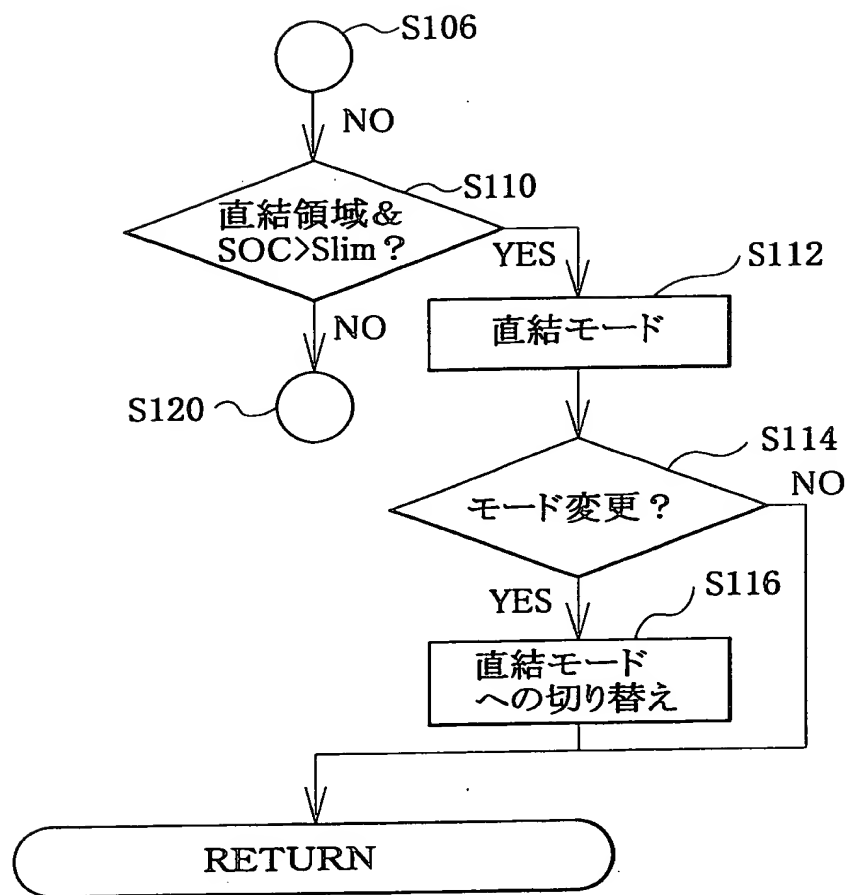 S106
NO
S110
直結領域&
SOC>Slim?
YES
S112
NO
直結モード
S120
S114
NO
モード変更?
YES
S116
直結モード
への切り替え
RETURN